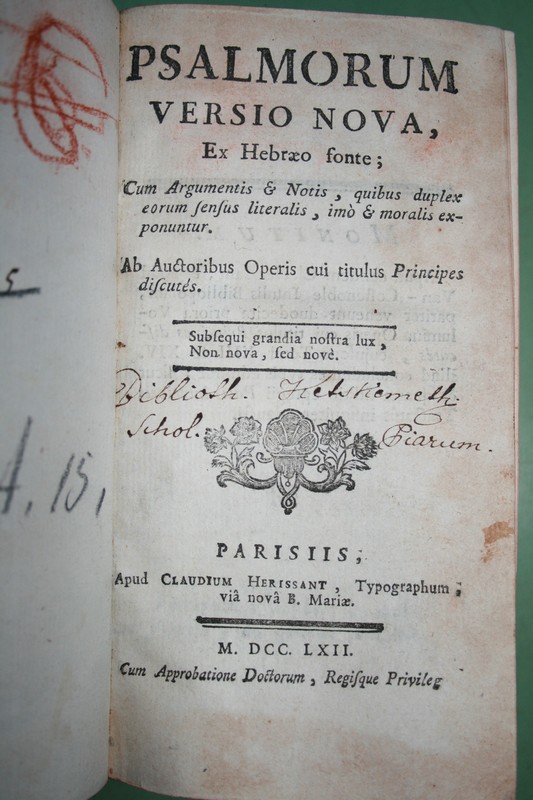 PSALMORUM
VERSIO NOVA,
Ex Hebræo fonte;
Cum Argumentis & Notis, quibus duplex
eorum ſenſus literalis, imò & moralis ex-
ponuntur.
Ab Auctoribus Operis cui titulus Principes
diſcutés.
Subſequi grandia noſtra lux,
Non nova, ſed novè.
Biblioth. Ketskemeth.
Schol. Piarum.
A. 15,
PARISIIS,
Apud CLAUDIUM HERISSANT, Typographum;
viâ novâ B. Mariæ.
M. DCC. LXII.
Cum Approbatione Doctorum, Regiſque Privileg